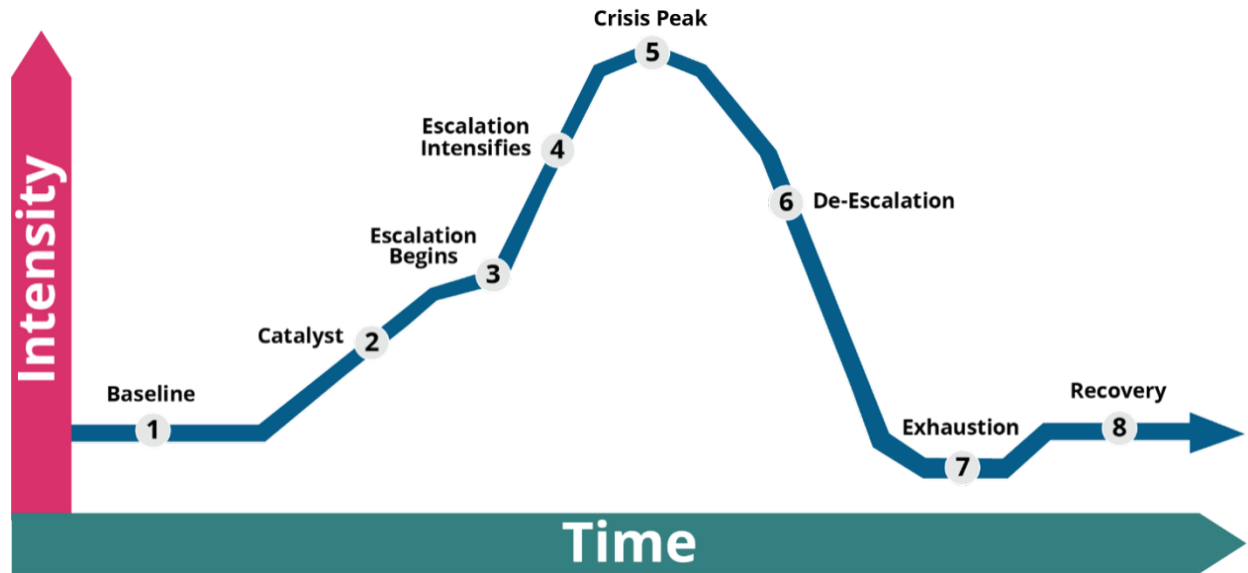 Crisis Peak
5
Escalation
Intensifies
4
6
De-Escalation
Escalation
Begins
3
Catalyst
2
Baseline
1
Exhaustion
7
Recovery
8
Intensity
Time